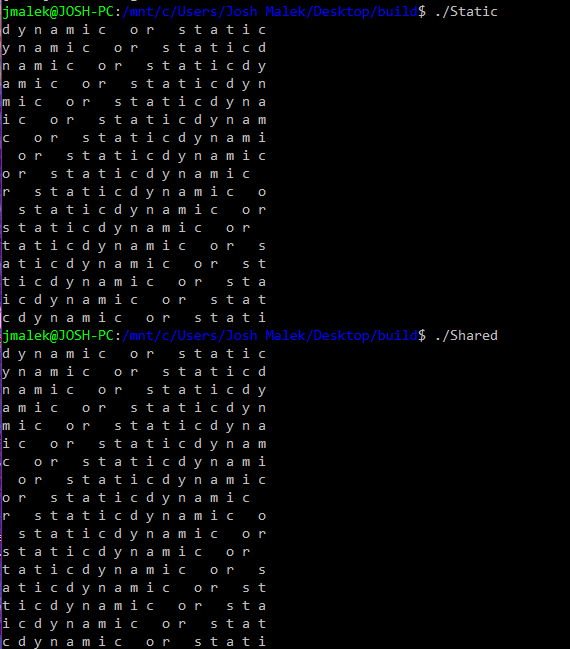 jmalek@JOSH-PC:/mnt/c/Users/Josh Malek/Desktop/build$ ./Static
d y n a m i c   o r   s t a t i c
y n a m i c   o r   s t a t i c d
n a m i c   o r   s t a t i c d y
a m i c   o r   s t a t i c d y n
m i c   o r   s t a t i c d y n a
i c   o r   s t a t i c d y n a m
c   o r   s t a t i c d y n a m i
  o r   s t a t i c d y n a m i c
o r   s t a t i c d y n a m i c
r   s t a t i c d y n a m i c   o
  s t a t i c d y n a m i c   o r
s t a t i c d y n a m i c   o r
t a t i c d y n a m i c   o r   s
a t i c d y n a m i c   o r   s t
t i c d y n a m i c   o r   s t a
i c d y n a m i c   o r   s t a t
c d y n a m i c   o r   s t a t i
jmalek@JOSH-PC:/mnt/c/Users/Josh Malek/Desktop/build$ ./Shared
d y n a m i c   o r   s t a t i c
y n a m i c   o r   s t a t i c d
n a m i c   o r   s t a t i c d y
a m i c   o r   s t a t i c d y n
m i c   o r   s t a t i c d y n a
i c   o r   s t a t i c d y n a m
c   o r   s t a t i c d y n a m i
  o r   s t a t i c d y n a m i c
o r   s t a t i c d y n a m i c
r   s t a t i c d y n a m i c   o
  s t a t i c d y n a m i c   o r
s t a t i c d y n a m i c   o r
t a t i c d y n a m i c   o r   s
a t i c d y n a m i c   o r   s t
t i c d y n a m i c   o r   s t a
i c d y n a m i c   o r   s t a t
c d y n a m i c   o r   s t a t i